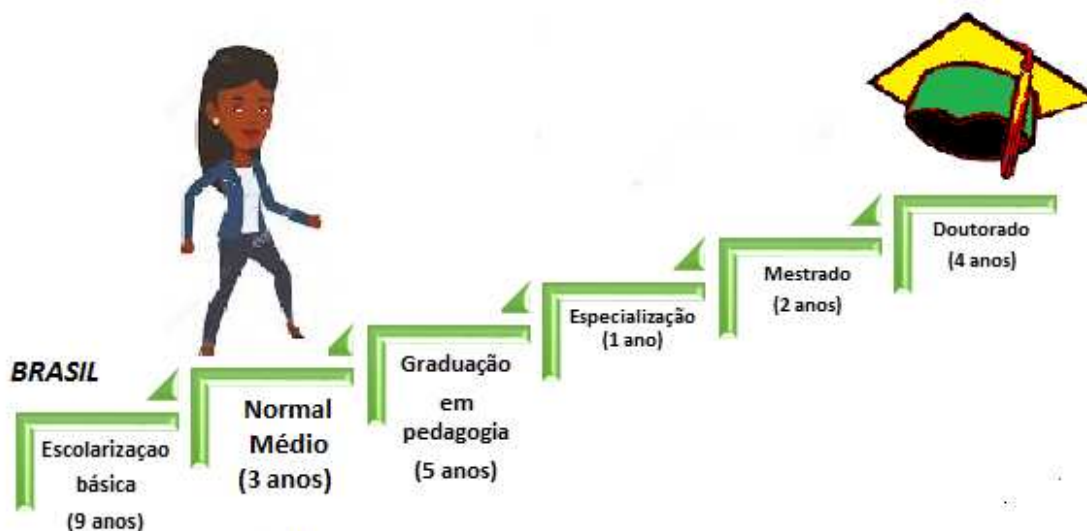 BRASIL
Escolarizaçao
básica
(9 anos)
Normal
Médio
(3 anos)
Graduação
em
pedagogia
(5 anos)
Especialização
(1 ano)
Mestrado
(2 anos)
Doutorado
(4 anos)